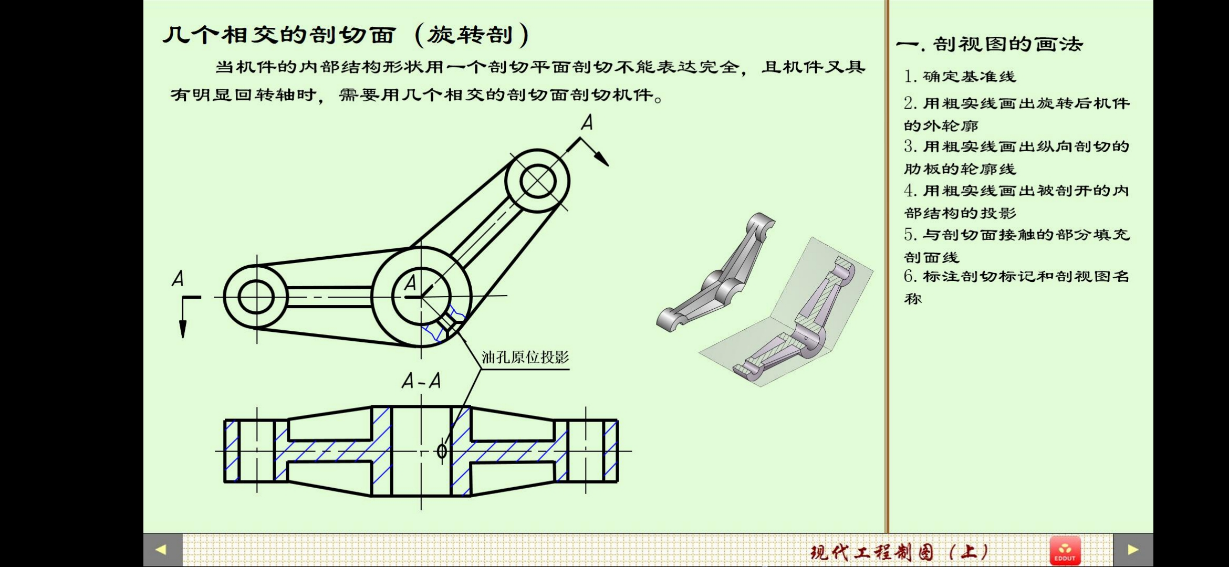 几个相交的剖切面（旋转剖）
当机件的内部结构形状用一个剖切平面剖切不能表达完全，且机件又具
有明显回转轴时，需要用几个相交的剖切面剖切机件。
A
A
A
油孔原位投影
A-A
一.剖视图的画法
1.确定基准线
2.用粗实线画出旋转后机件
的外轮廓
3.用粗实线画出纵向剖切的
肋板的轮廓线
4.用粗实线画出被剖开的内
部结构的投影
5.与剖切面接触的部分填充
剖面线
6.标注剖切标记和剖视图名
称
现代工程制图（上）
EDOUT